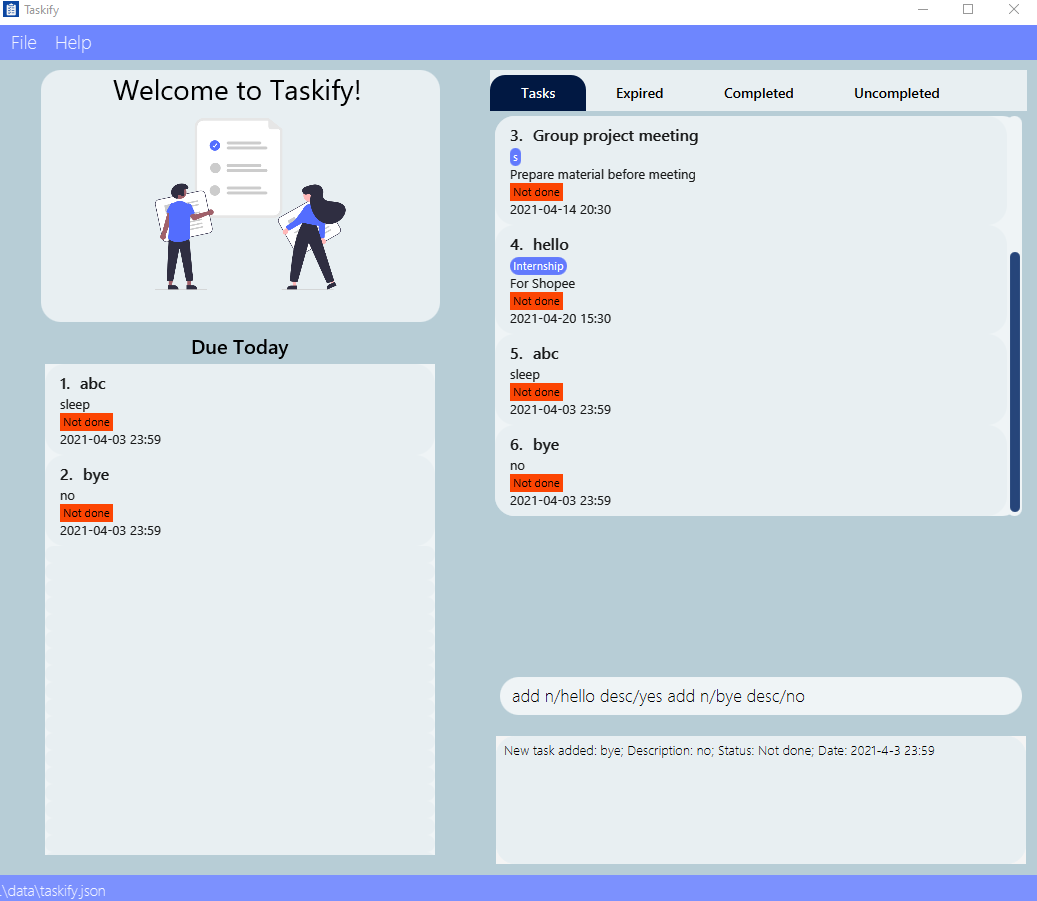 Taskify
File Help
Welcome to Taskify!
Due Today
1. abc
sleep
Not done
2021-04-03 23:59
2. bye
no
Not done
2021-04-03 23:59
Tasks Expired Completed Uncompleted
3. Group project meeting
s
Prepare material before meeting
Not done
2021-04-14 20:30
4. hello
Internship
For Shopee
Not done
2021-04-20 15:30
5. abc
sleep
Not done
2021-04-03 23:59
6. bye
no
Not done
2021-04-03 23:59
add n/hello desc/yes add n/bye desc/no
New task added: bye; Description: no; Status: Not done; Date: 2021-4-3 23:59
.\data\taskify.json